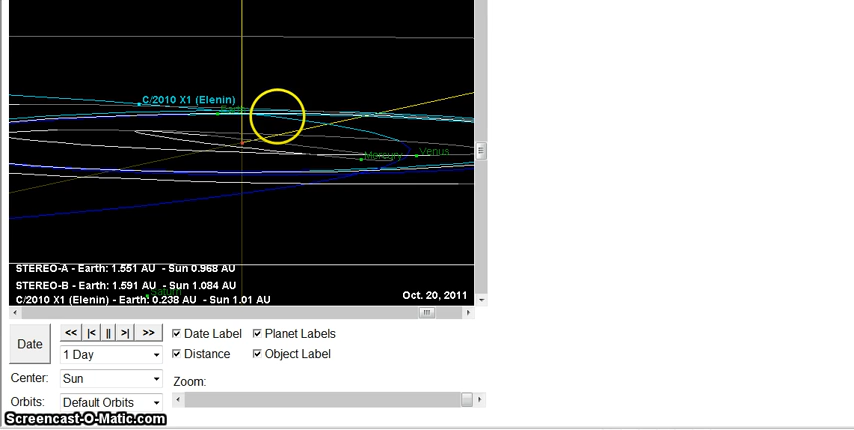 C/2010 X1 (Elenin)
Earth
Mercury
Venus
STEREO-A - Earth: 1.551 AU - Sun 0.968 AU
STEREO-B - Earth: 1.591 AU - Sun 1.084 AU
Saturn
C/2010 X1 (Elenin) - Earth: 0.238 AU - Sun: 1.01 AU
Oct. 20, 2011
Date
<< |< || >| >>
Date Label
Planet Labels
1 Day
Distance
Object Label
Center:
Sun
Zoom:
Orbits:
Default Orbits
Screencast-O-Matic.com